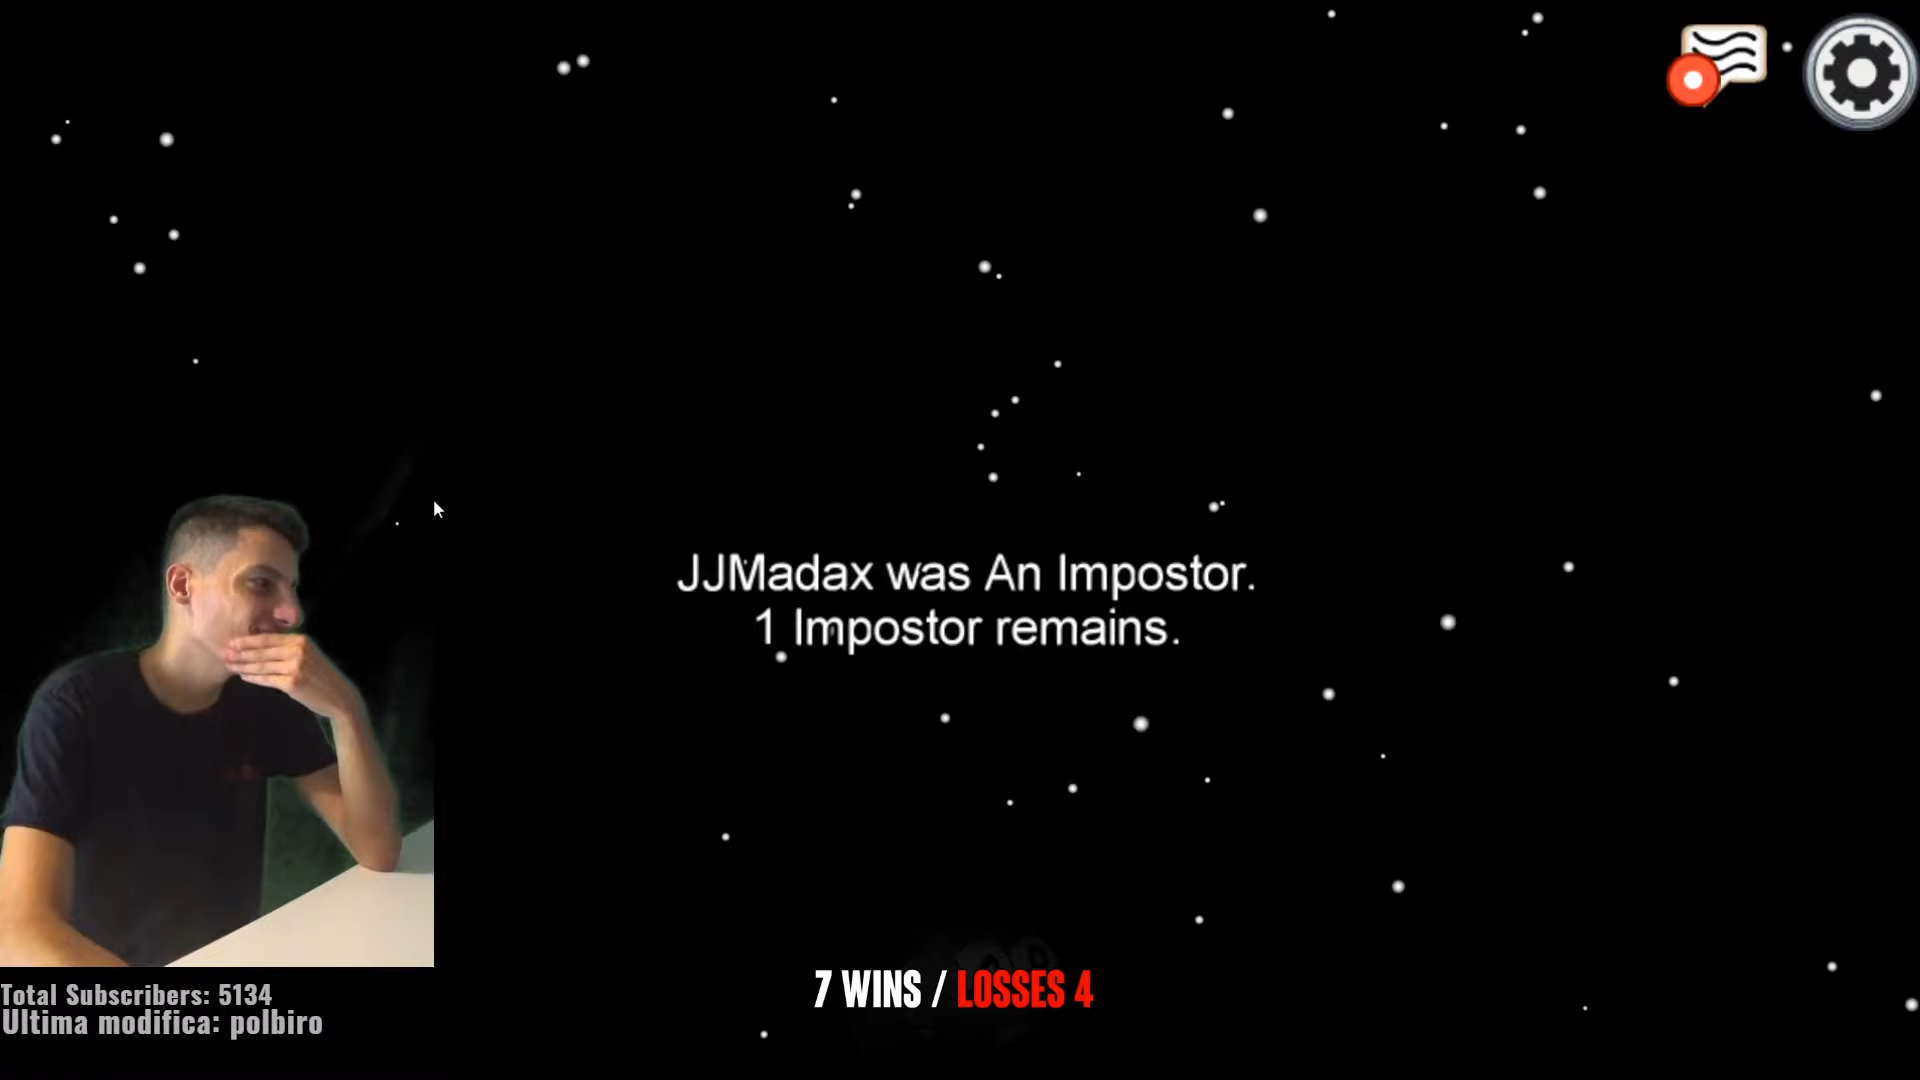 JJMadax was An Impostor.
1 Impostor remains.
7 WINS / LOSSES 4
Total Subscribers: 5134
Ultima modifica: polbiro